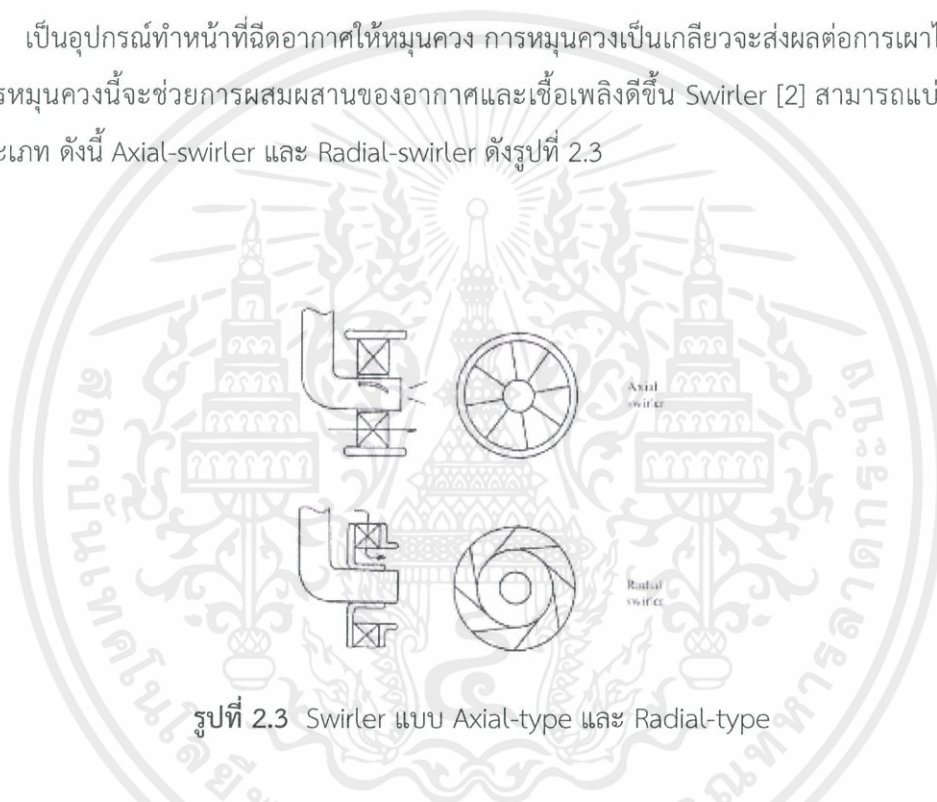 เป็นอุปกรณ์ทำหน้าที่ฉีดอากาศให้หมุนควง การหมุนควงเป็นเกลียวจะส่งผลต่อการเผาไ
รหมุนควงนี้จะช่วยการผสมผสานของอากาศและเชื้อเพลิงดีขึ้น Swirler [2] สามารถแบ่
ะเภท ดังนี้ Axial-swirler และ Radial-swirler ดังรูปที่ 2.3
Axial
swirler
Radial
swirler
รูปที่ 2.3 Swirler แบบ Axial-type และ Radial-type